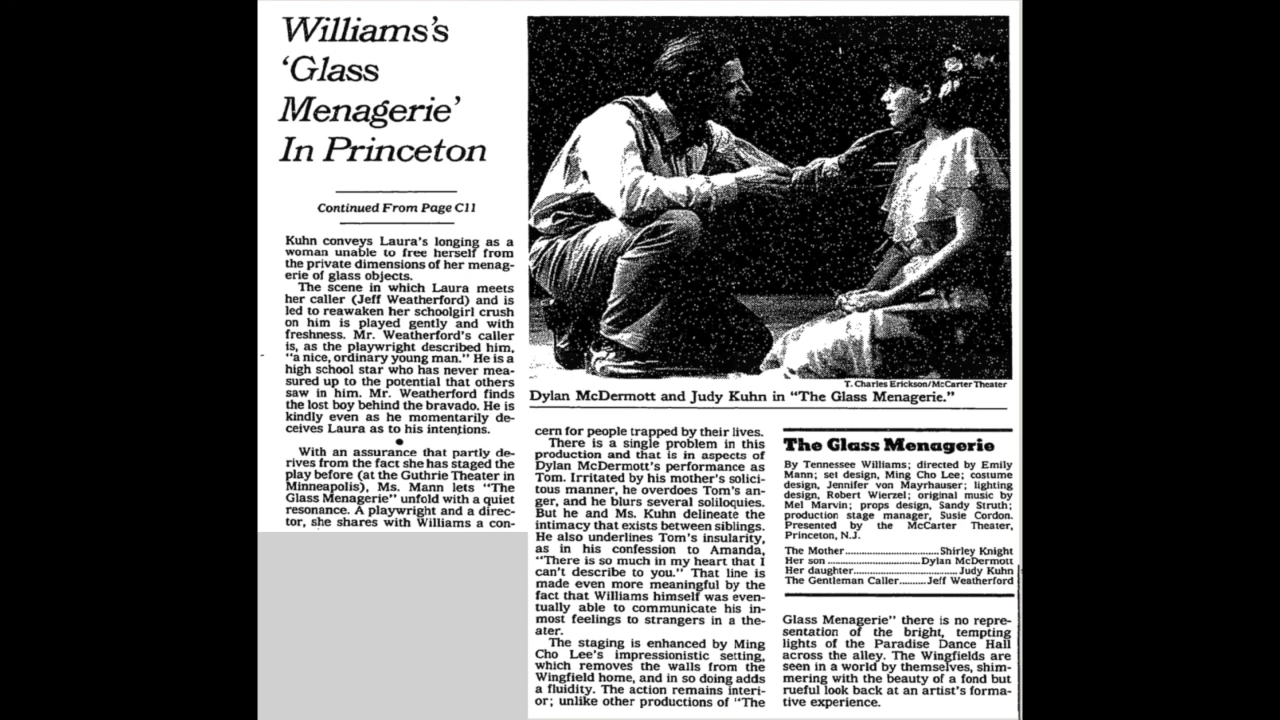 Williams's
‘Glass
Menagerie’
In Princeton
Continued From Page C11
Kuhn conveys Laura's longing as a
woman unable to free herself from
the private dimensions of her menag-
erie of glass objects.
The scene in which Laura meets
her caller (Jeff Weatherford) and is
led to reawaken her schoolgirl crush
on him is played gently and with
freshness. Mr. Weatherford's caller
is, as the playwright described him,
"a nice, ordinary young man." He is a
high school star who has never mea-
sured up to the potential that others
saw in him. Mr. Weatherford finds
the lost boy behind the bravado. He is
kindly even as he momentarily de-
ceives Laura as to his intentions.
With an assurance that partly de-
rives from the fact she has staged the
play before (at the Guthrie Theater in
Minneapolis), Ms. Mann lets "The
Glass Menagerie" unfold with a quiet
resonance. A playwright and a direc-
tor, she shares with Williams a con-
T. Charles Erickson/McCarter Theater
Dylan McDermott and Judy Kuhn in "The Glass Menagerie."
cern for people trapped by their lives.
There is a single problem in this
production and that is in aspects of
Dylan McDermott's performance as
Tom. Irritated by his mother's solici-
tous manner, he overdoes Tom's an-
ger, and he blurs several soliloquies.
But he and Ms. Kuhn delineate the
intimacy that exists between siblings.
He also underlines Tom's insularity,
as in his confession to Amanda,
"There is so much in my heart that I
can't describe to you." That line is
made even more meaningful by the
fact that Williams himself was even-
tually able to communicate his in-
most feelings to strangers in a the-
ater.
The staging is enhanced by Ming
Cho Lee's impressionistic setting,
which removes the walls from the
Wingfield home, and in so doing adds
a fluidity. The action remains interi-
or; unlike other productions of "The
The Glass Menagerie
By Tennessee Williams; directed by Emily
Mann; set design, Ming Cho Lee; costume
design, Jennifer von Mayrhauser; lighting
design, Robert Wierzel; original music by
Mel Marvin; props design, Sandy Struth;
production stage manager, Susie Cordon.
Presented by the McCarter Theater,
Princeton, N.J.
The Mother..............................Shirley Knight
Her son ..............................Dylan McDermott
Her daughter..................................Judy Kuhn
The Gentleman Caller.........Jeff Weatherford
Glass Menagerie" there is no repre-
sentation of the bright, tempting
lights of the Paradise Dance Hall
across the alley. The Wingfields are
seen in a world by themselves, shim-
mering with the beauty of a fond but
rueful look back at an artist's forma-
tive experience.